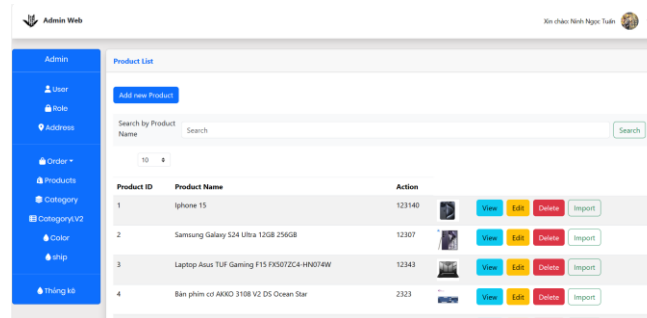 Admin Web
Xin chào: Ninh Ngọc Tuấn
Admin
User
Role
Address
Order
Products
Category
CategoryLV2
Color
ship
Thống kê
Product List
Add new Product
Search by Product
Name
Search
Search
10
Product ID Product Name Action
1 Iphone 15 123140 View Edit Delete Import
2 Samsung Galaxy S24 Ultra 12GB 256GB 12307 View Edit Delete Import
3 Laptop Asus TUF Gaming F15 FX507ZC4-HN074W 12343 View Edit Delete Import
4 Bàn phím cơ AKKO 3108 V2 DS Ocean Star 2323 View Edit Delete Import